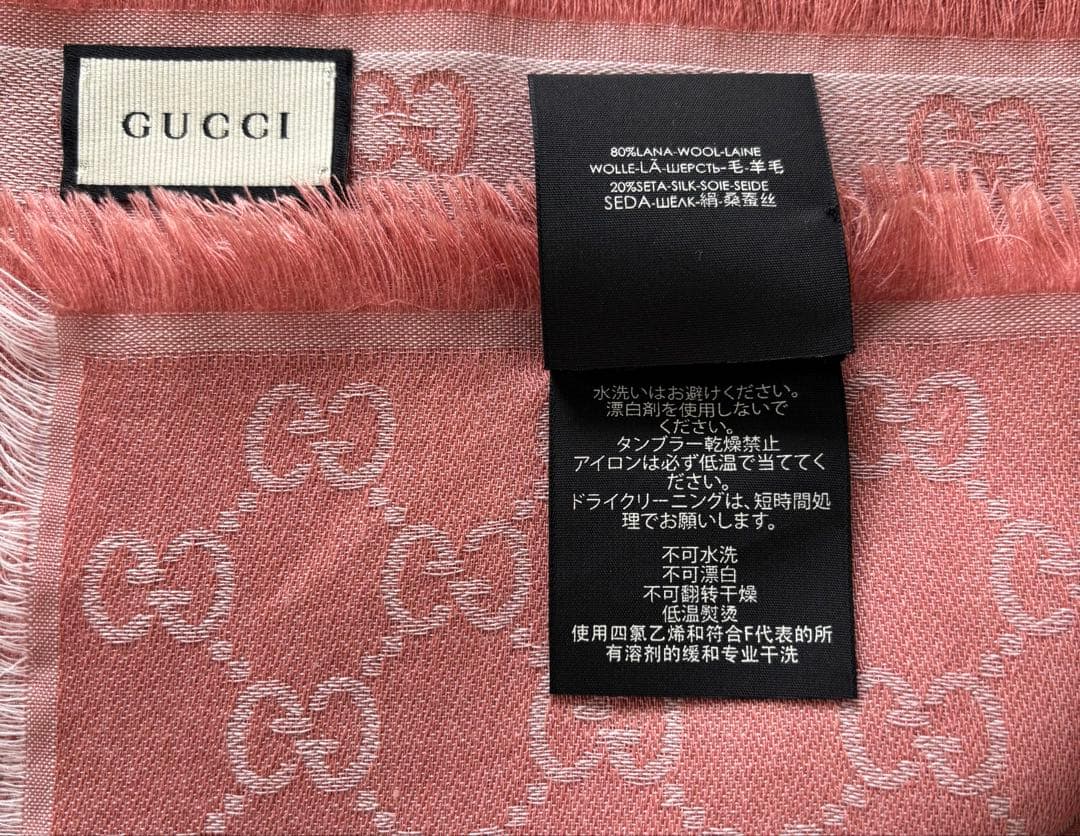 GUCCI
80%LANA-WOOL-LAINE
WOLLE-LÃ-ШЕРСТЬ-毛-羊毛
20%SETA-SILK-SOIE-SEIDE
SEDA-ШЁЛК-絹-桑蚕丝
水洗いはお避けください。
漂白剤を使用しないで
ください。
タンブラー乾燥禁止
アイロンは必ず低温で当ててく
ださい。
ドライクリーニングは、短時間処
理でお願いします。
不可水洗
不可漂白
不可翻转干燥
低温熨烫
使用四氯乙烯和符合F代表的所
有溶剂的缓和专业干洗